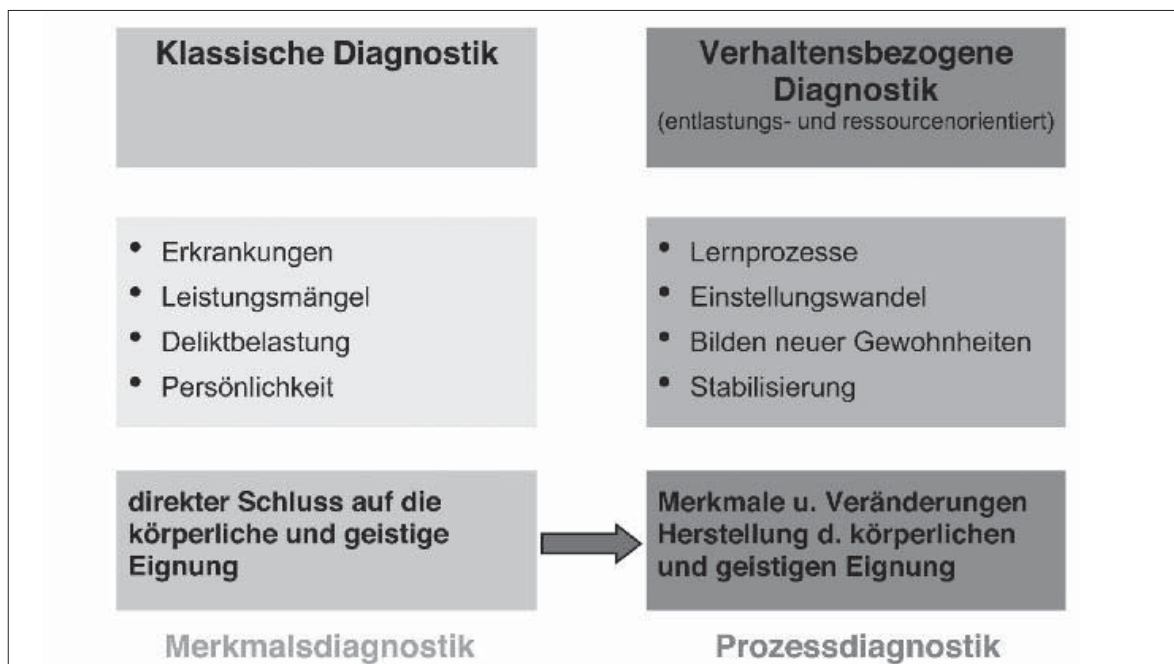 Klassische Diagnostik
• Erkrankungen
• Leistungsmängel
• Deliktbelastung
• Persönlichkeit
direkter Schluss auf die
körperliche und geistige
Eignung
Merkmalsdiagnostik
Verhaltensbezogene
Diagnostik
(entlastungs- und ressourcenorientiert)
• Lernprozesse
• Einstellungswandel
• Bilden neuer Gewohnheiten
• Stabilisierung
Merkmale u. Veränderungen
Herstellung d. körperlichen
und geistigen Eignung
Prozessdiagnostik